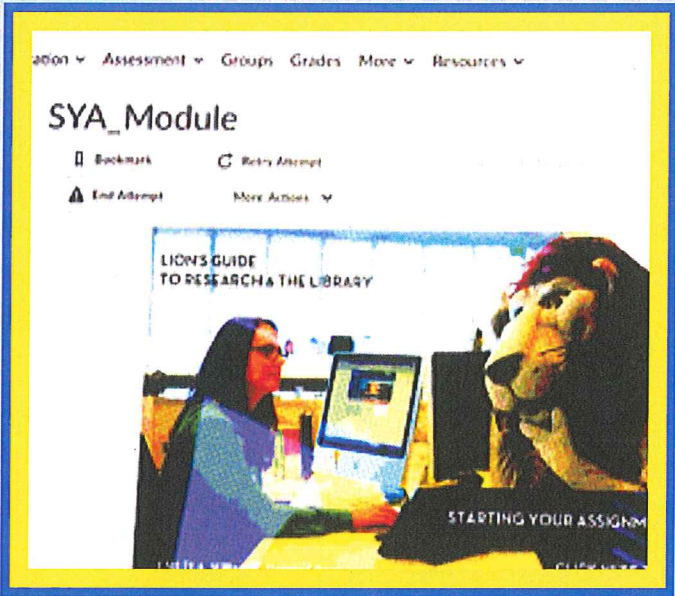 ation Assessment Groups Grades More Resources
SYA_Module
Bookmark Retry Attempt
End Attempt More Actions
LION'S GUIDE
TO RESEARCH & THE LIBRARY
STARTING YOUR ASSIGNM